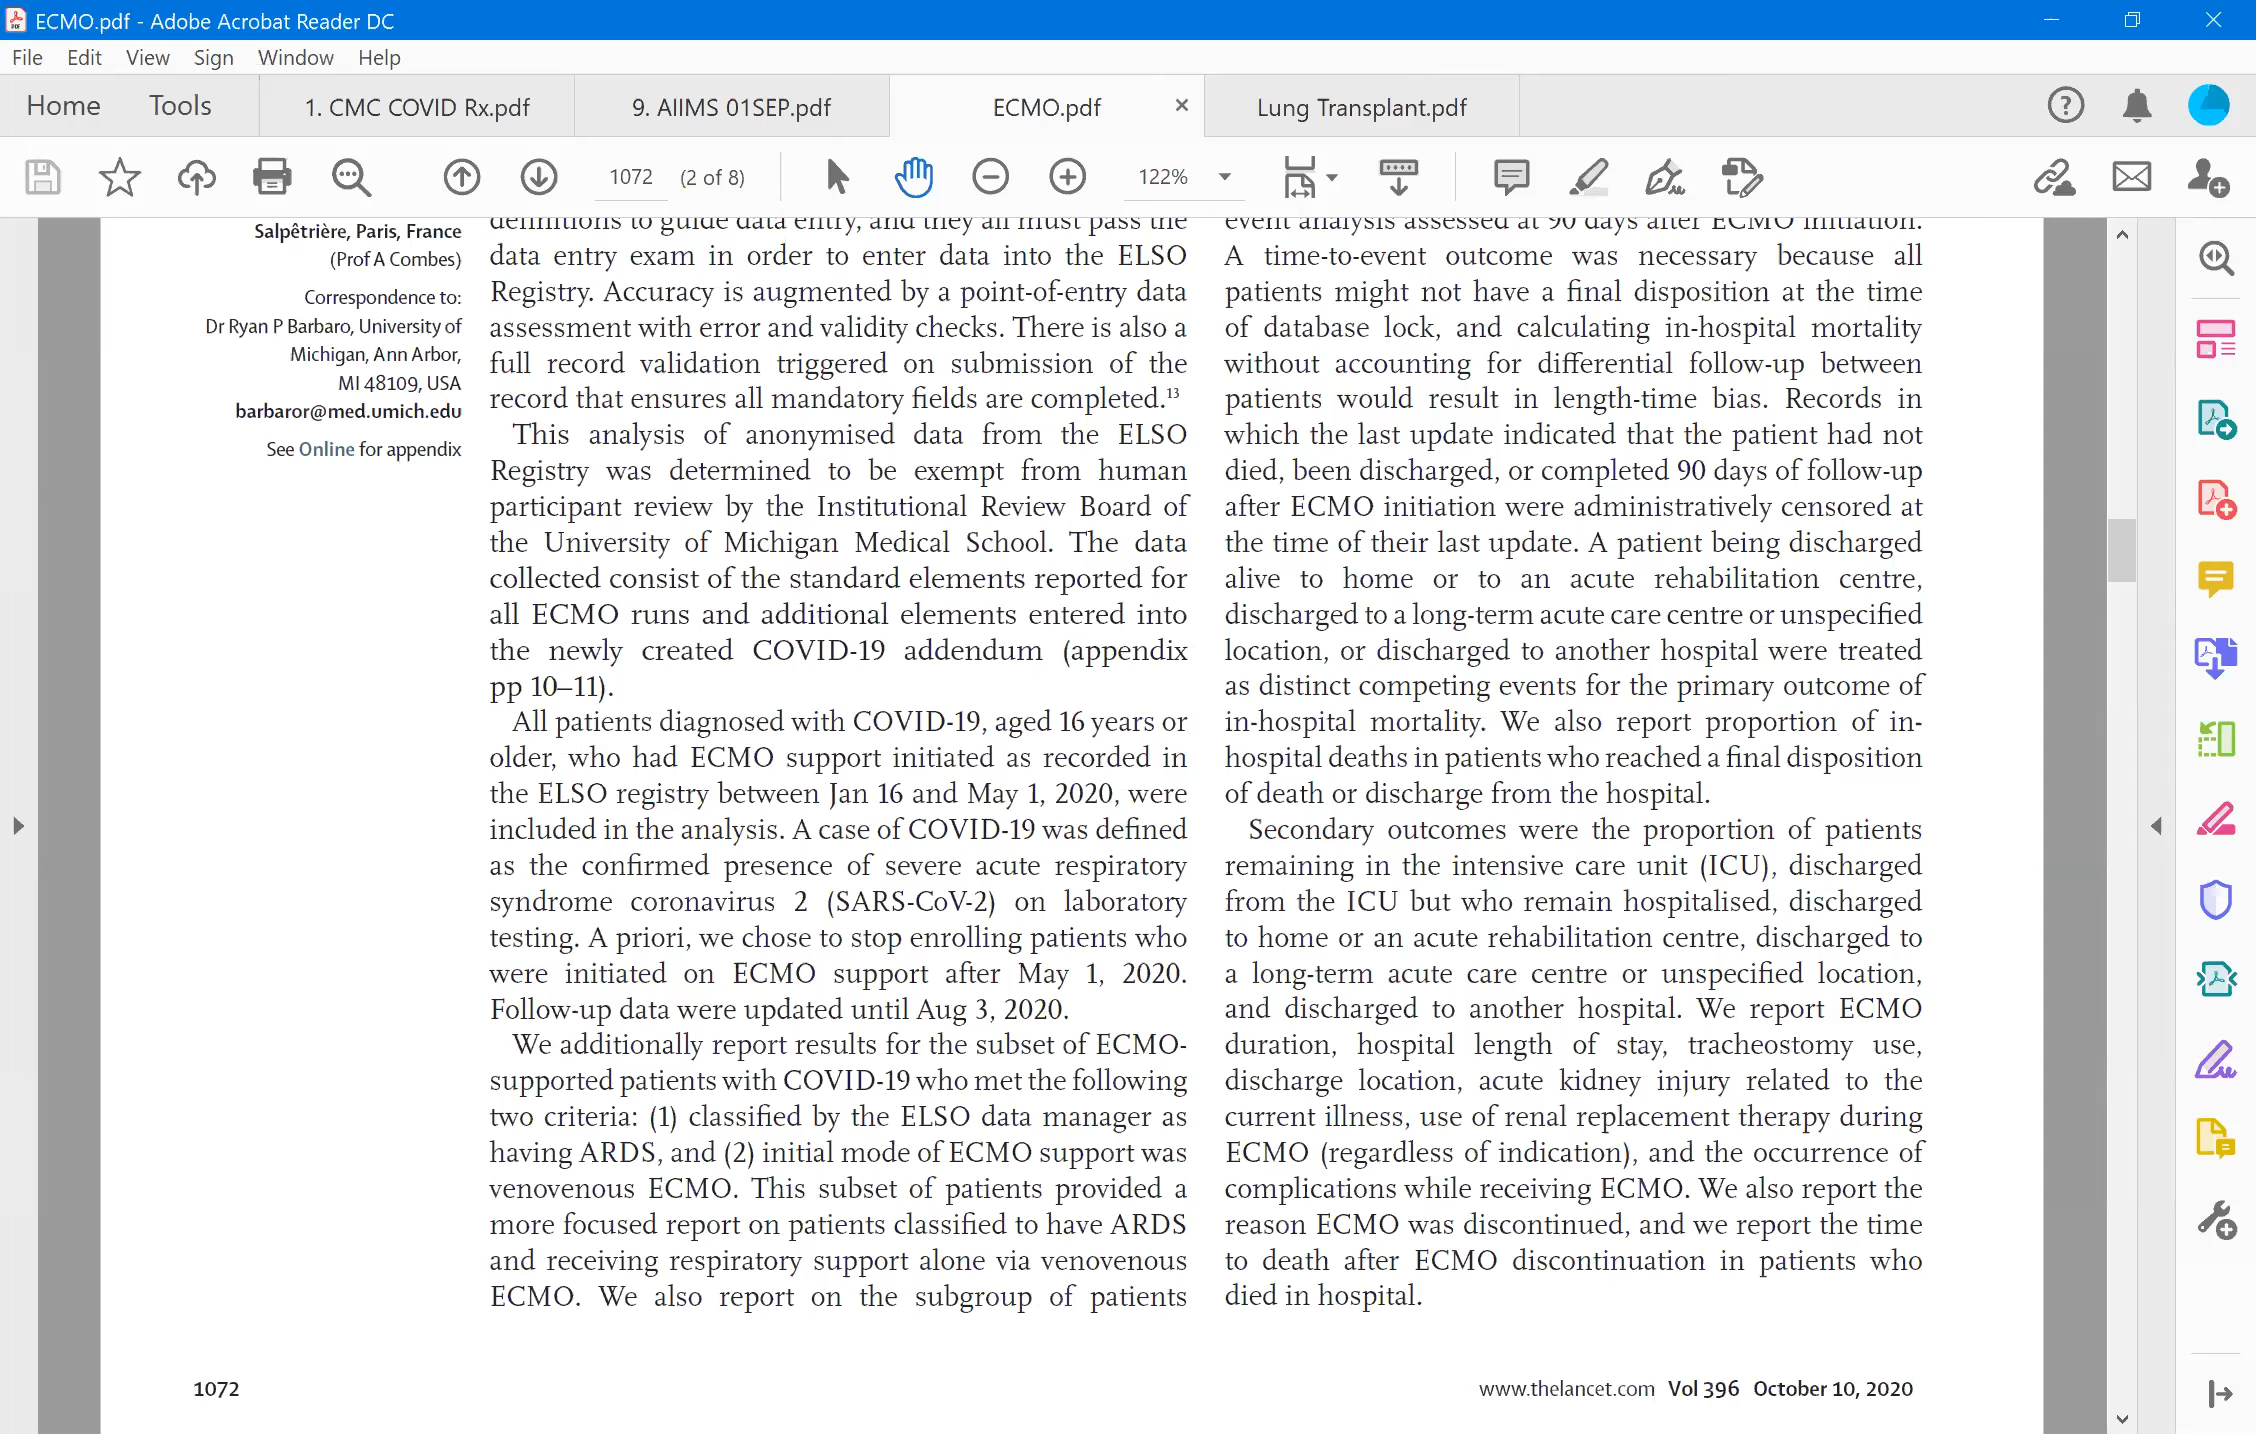 ECMO.pdf - Adobe Acrobat Reader DC
File Edit View Sign Window Help
Home Tools 1. CMC COVID Rx.pdf 9. AIIMS 01SEP.pdf ECMO.pdf Lung Transplant.pdf
1072 (2 of 8) 122%
Salpêtrière, Paris, France
(Prof A Combes)
Correspondence to:
Dr Ryan P Barbaro, University of
Michigan, Ann Arbor,
MI 48109, USA
barbaror@med.umich.edu
See Online for appendix
definitions to guide data entry, and they all must pass the
data entry exam in order to enter data into the ELSO
Registry. Accuracy is augmented by a point-of-entry data
assessment with error and validity checks. There is also a
full record validation triggered on submission of the
record that ensures all mandatory fields are completed.13
This analysis of anonymised data from the ELSO
Registry was determined to be exempt from human
participant review by the Institutional Review Board of
the University of Michigan Medical School. The data
collected consist of the standard elements reported for
all ECMO runs and additional elements entered into
the newly created COVID-19 addendum (appendix
pp 10–11).
All patients diagnosed with COVID-19, aged 16 years or
older, who had ECMO support initiated as recorded in
the ELSO registry between Jan 16 and May 1, 2020, were
included in the analysis. A case of COVID-19 was defined
as the confirmed presence of severe acute respiratory
syndrome coronavirus 2 (SARS-CoV-2) on laboratory
testing. A priori, we chose to stop enrolling patients who
were initiated on ECMO support after May 1, 2020.
Follow-up data were updated until Aug 3, 2020.
We additionally report results for the subset of ECMO-
supported patients with COVID-19 who met the following
two criteria: (1) classified by the ELSO data manager as
having ARDS, and (2) initial mode of ECMO support was
venovenous ECMO. This subset of patients provided a
more focused report on patients classified to have ARDS
and receiving respiratory support alone via venovenous
ECMO. We also report on the subgroup of patients
event analysis assessed at 90 days after ECMO initiation.
A time-to-event outcome was necessary because all
patients might not have a final disposition at the time
of database lock, and calculating in-hospital mortality
without accounting for differential follow-up between
patients would result in length-time bias. Records in
which the last update indicated that the patient had not
died, been discharged, or completed 90 days of follow-up
after ECMO initiation were administratively censored at
the time of their last update. A patient being discharged
alive to home or to an acute rehabilitation centre,
discharged to a long-term acute care centre or unspecified
location, or discharged to another hospital were treated
as distinct competing events for the primary outcome of
in-hospital mortality. We also report proportion of in-
hospital deaths in patients who reached a final disposition
of death or discharge from the hospital.
Secondary outcomes were the proportion of patients
remaining in the intensive care unit (ICU), discharged
from the ICU but who remain hospitalised, discharged
to home or an acute rehabilitation centre, discharged to
a long-term acute care centre or unspecified location,
and discharged to another hospital. We report ECMO
duration, hospital length of stay, tracheostomy use,
discharge location, acute kidney injury related to the
current illness, use of renal replacement therapy during
ECMO (regardless of indication), and the occurrence of
complications while receiving ECMO. We also report the
reason ECMO was discontinued, and we report the time
to death after ECMO discontinuation in patients who
died in hospital.
1072
www.thelancet.com Vol 396 October 10, 2020